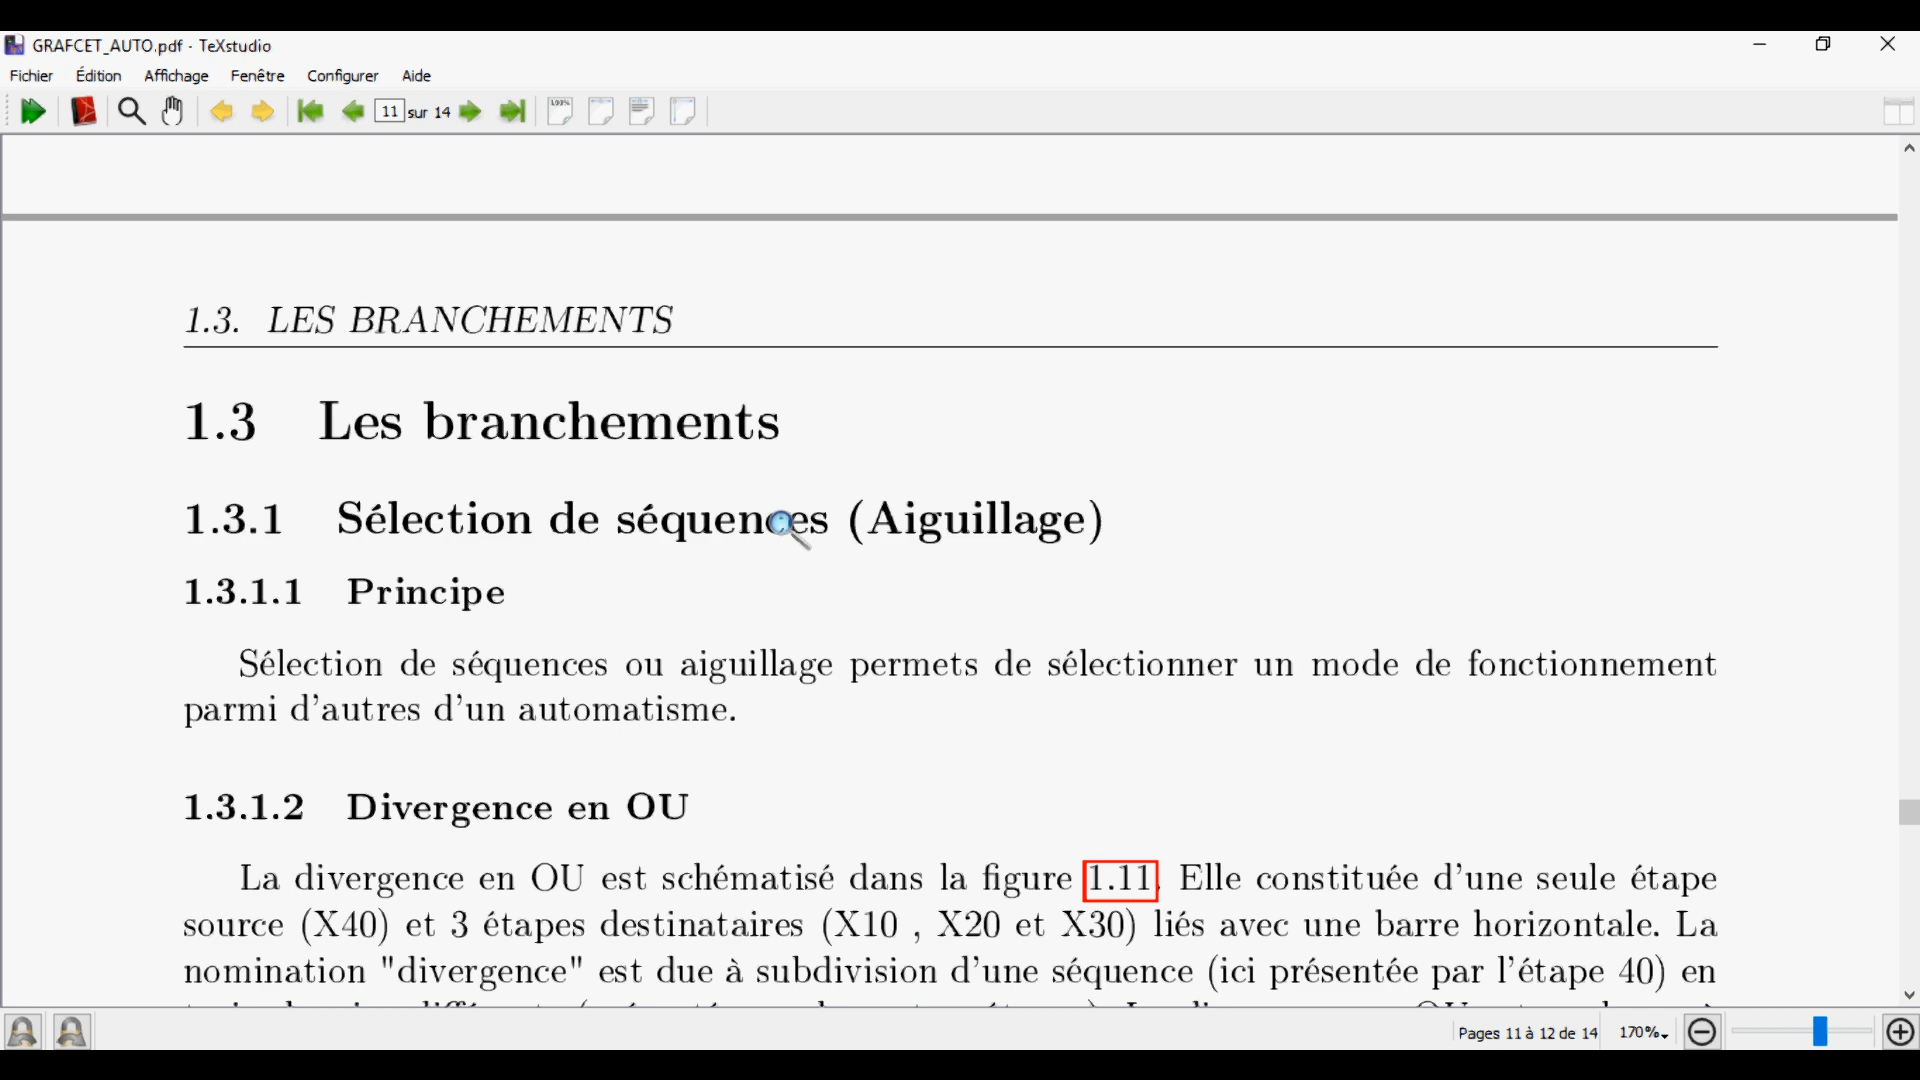 GRAFCET_AUTO.pdf - TeXstudio
Fichier Édition Affichage Fenêtre Configurer Aide
11 sur 14 100%
1.3. LES BRANCHEMENTS
1.3 Les branchements
1.3.1 Sélection de séquences (Aiguillage)
1.3.1.1 Principe
Sélection de séquences ou aiguillage permets de sélectionner un mode de fonctionnement
parmi d'autres d'un automatisme.
1.3.1.2 Divergence en OU
La divergence en OU est schématisé dans la figure 1.11. Elle constituée d'une seule étape
source (X40) et 3 étapes destinataires (X10 , X20 et X30) liés avec une barre horizontale. La
nomination "divergence" est due à subdivision d'une séquence (ici présentée par l'étape 40) en
Pages 11 à 12 de 14 170%